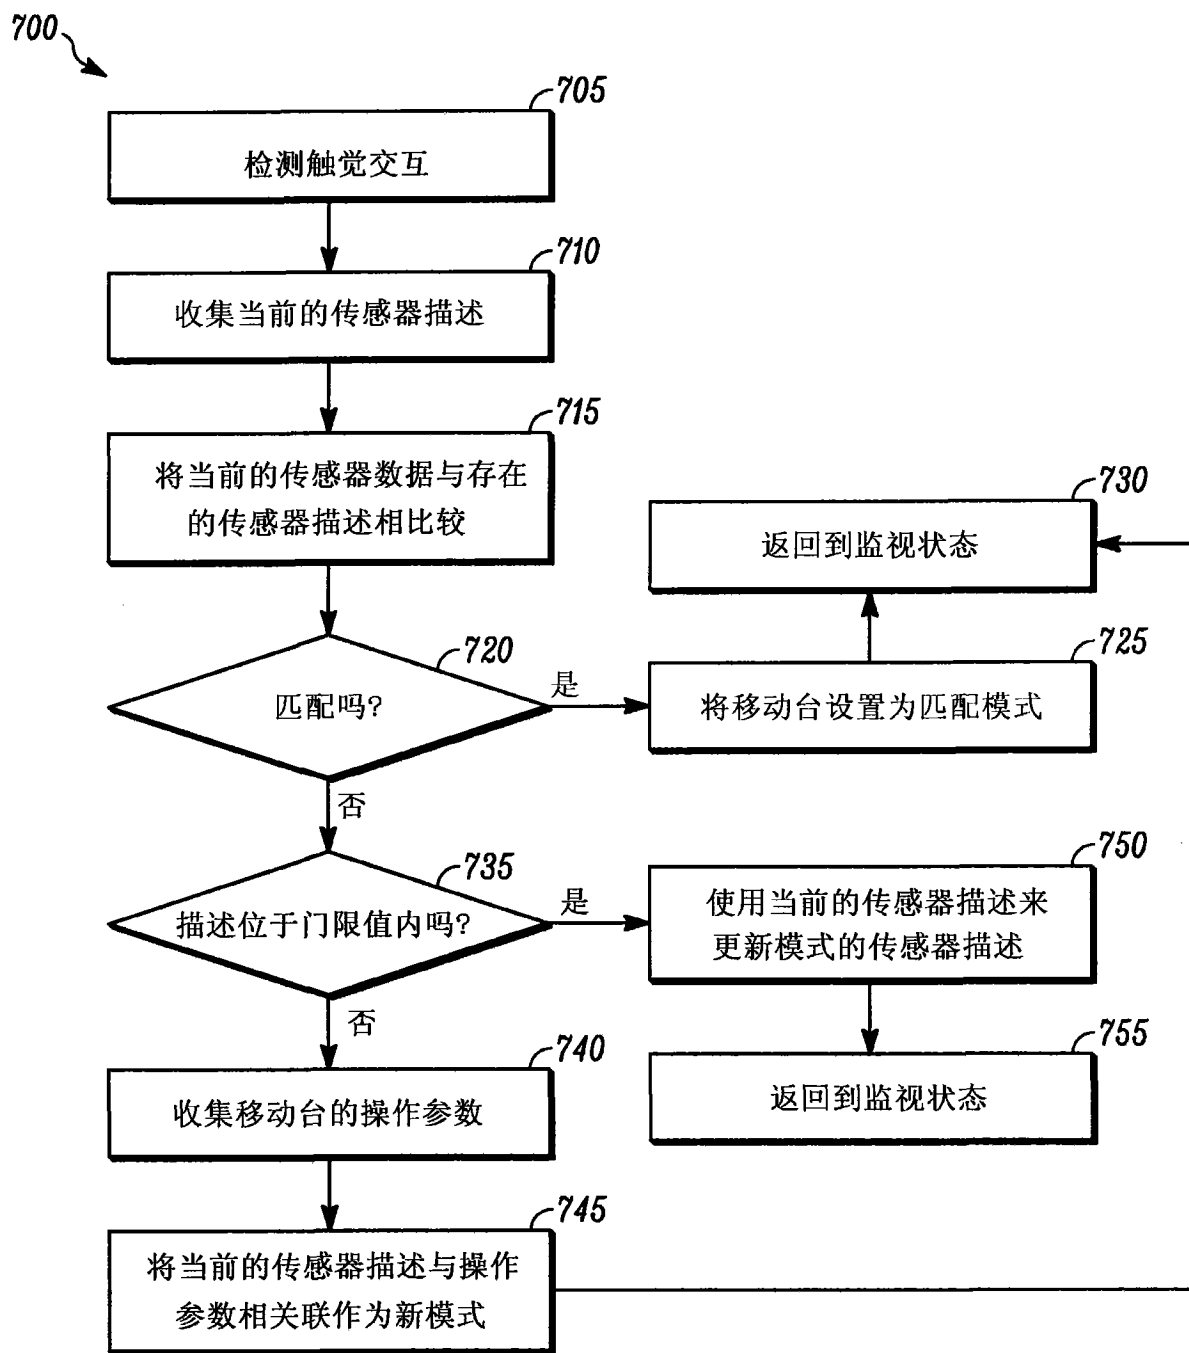 700
705
检测触觉交互
710
收集当前的传感器描述
715
将当前的传感器数据与存在
的传感器描述相比较
730
返回到监视状态
720
匹配吗?
是
725
将移动台设置为匹配模式
否
735
描述位于门限值内吗?
是
750
使用当前的传感器描述来
更新模式的传感器描述
否
740
收集移动台的操作参数
755
返回到监视状态
745
将当前的传感器描述与操作
参数相关联作为新模式